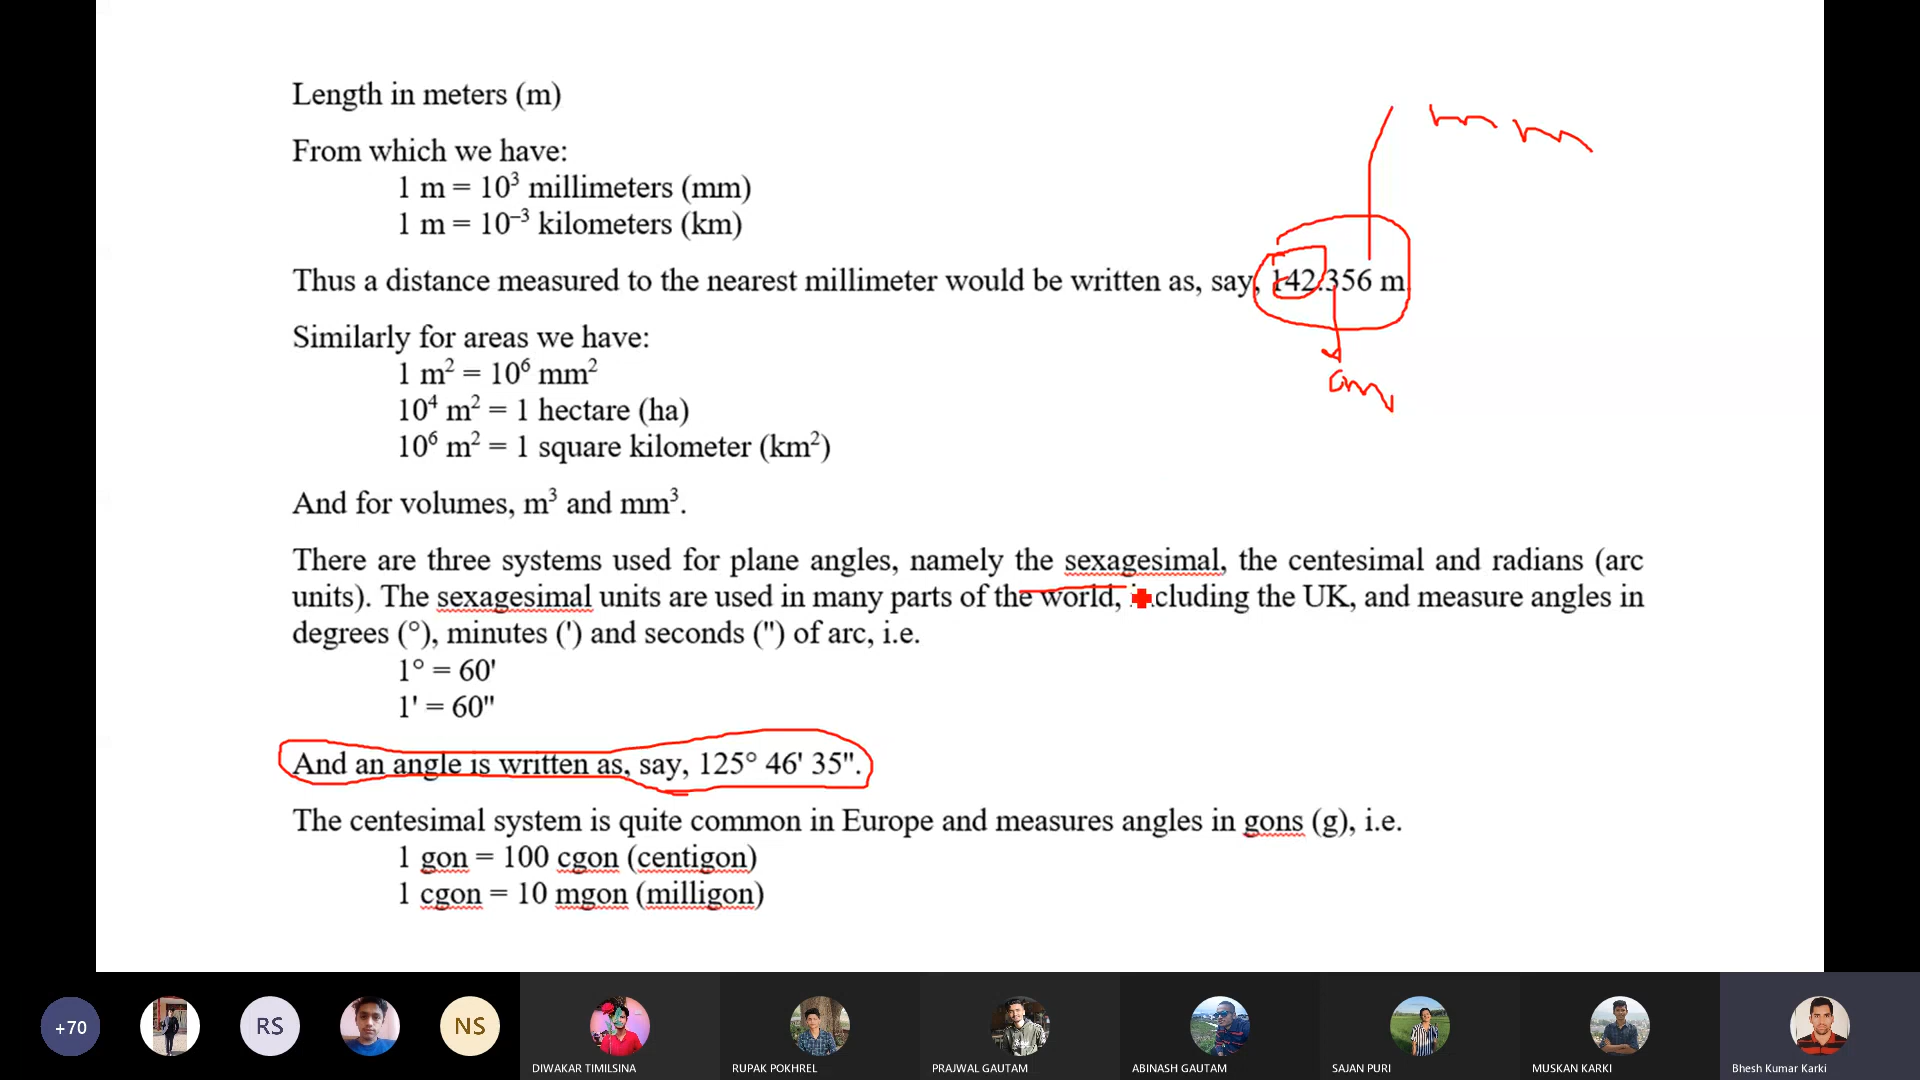 Length in meters (m)
From which we have:
1 m = 10³ millimeters (mm)
1 m = 10⁻³ kilometers (km)
Thus a distance measured to the nearest millimeter would be written as, say, 142.356 m
Similarly for areas we have:
1 m² = 10⁶ mm²
10⁴ m² = 1 hectare (ha)
10⁶ m² = 1 square kilometer (km²)
And for volumes, m³ and mm³.
There are three systems used for plane angles, namely the sexagesimal, the centesimal and radians (arc
units). The sexagesimal units are used in many parts of the world, including the UK, and measure angles in
degrees (°), minutes (') and seconds (") of arc, i.e.
1° = 60'
1' = 60"
And an angle is written as, say, 125° 46' 35".
The centesimal system is quite common in Europe and measures angles in gons (g), i.e.
1 gon = 100 cgon (centigon)
1 cgon = 10 mgon (milligon)
mm
cm
+70
RS
NS
DIWAKAR TIMILSINA
RUPAK POKHREL
PRAJWAL GAUTAM
ABINASH GAUTAM
SAJAN PURI
MUSKAN KARKI
Bhesh Kumar Karki